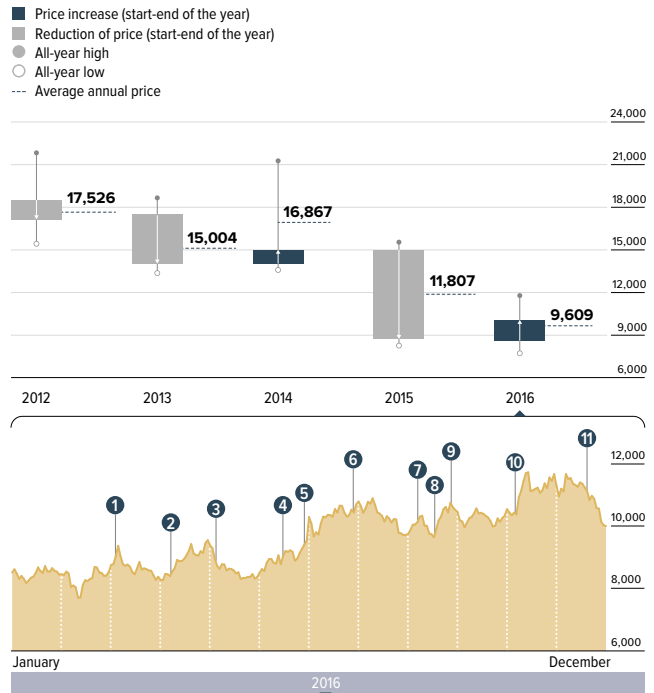 Price increase (start-end of the year)
Reduction of price (start-end of the year)
All-year high
All-year low
Average annual price
24,000
21,000
18,000
15,000
12,000
9,000
6,000
17,526
15,004
16,867
11,807
9,609
2012 2013 2014 2015 2016
12,000
10,000
8,000
6,000
1 2 3 4 5 6 7 8 9 10 11
January December
2016